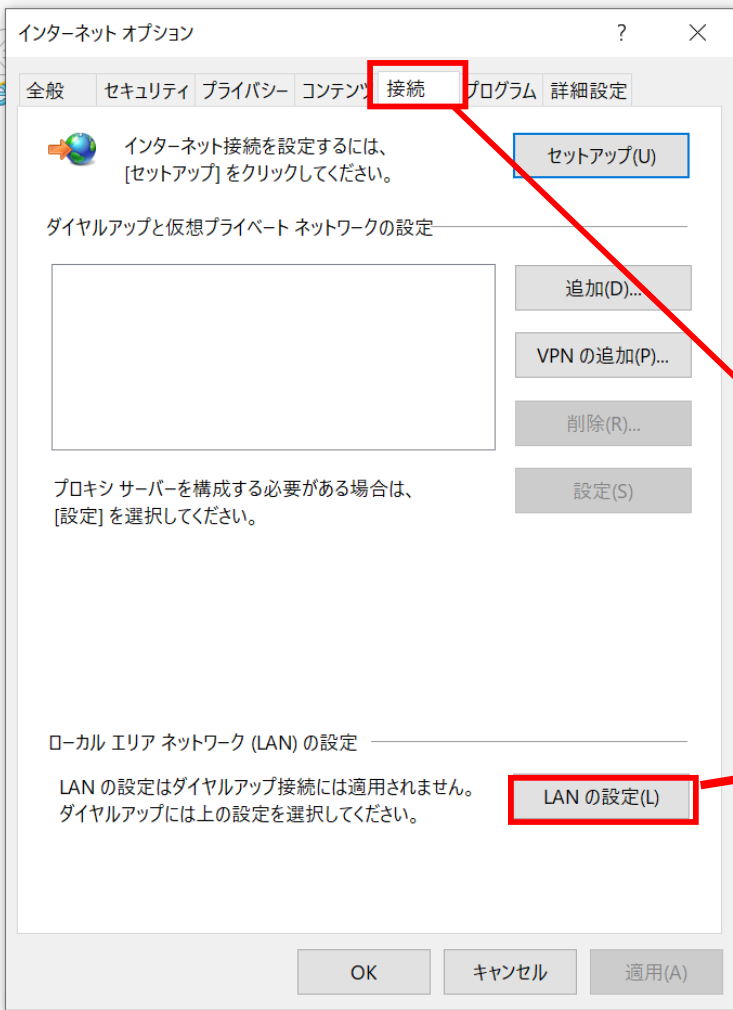 インターネット オプション
?
全般 セキュリティ プライバシー コンテンツ 接続 プログラム 詳細設定
インターネット接続を設定するには、
[セットアップ] をクリックしてください。
セットアップ(U)
ダイヤルアップと仮想プライベート ネットワークの設定
追加(D)...
VPN の追加(P)...
削除(R)...
設定(S)
プロキシ サーバーを構成する必要がある場合は、
[設定] を選択してください。
ローカル エリア ネットワーク (LAN) の設定
LAN の設定はダイヤルアップ接続には適用されません。
ダイヤルアップには上の設定を選択してください。
LAN の設定(L)
OK キャンセル 適用(A)